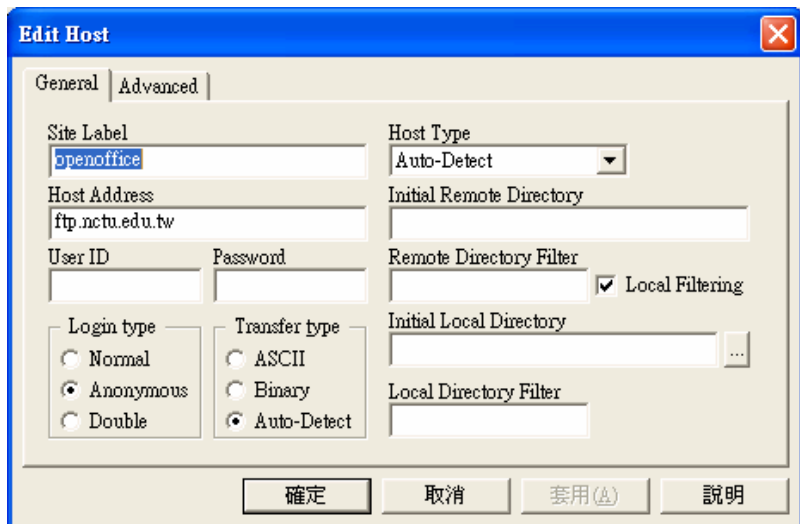 Edit Host
General
Advanced
Site Label
openoffice
Host Address
ftp.nctu.edu.tw
User ID
Password
Login type
Normal
Anonymous
Double
Transfer type
ASCII
Binary
Auto-Detect
Host Type
Auto-Detect
Initial Remote Directory
Remote Directory Filter
Local Filtering
Initial Local Directory
...
Local Directory Filter
確定
取消
套用(A)
說明